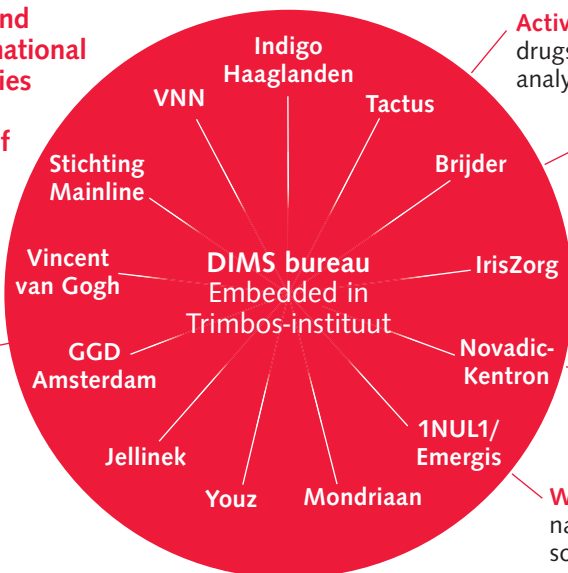 nd
national
ies
f
Activ
drugs
analy
Indigo
Haaglanden
VNN
Tactus
Stichting
Mainline
Brijder
Vincent
van Gogh
DIMS bureau
Embedded in
Trimbos-instituut
IrisZorg
GGD
Amsterdam
Novadic-
Kentron
Jellinek
1NUL1/
Emergis
Youz
Mondriaan
W
na